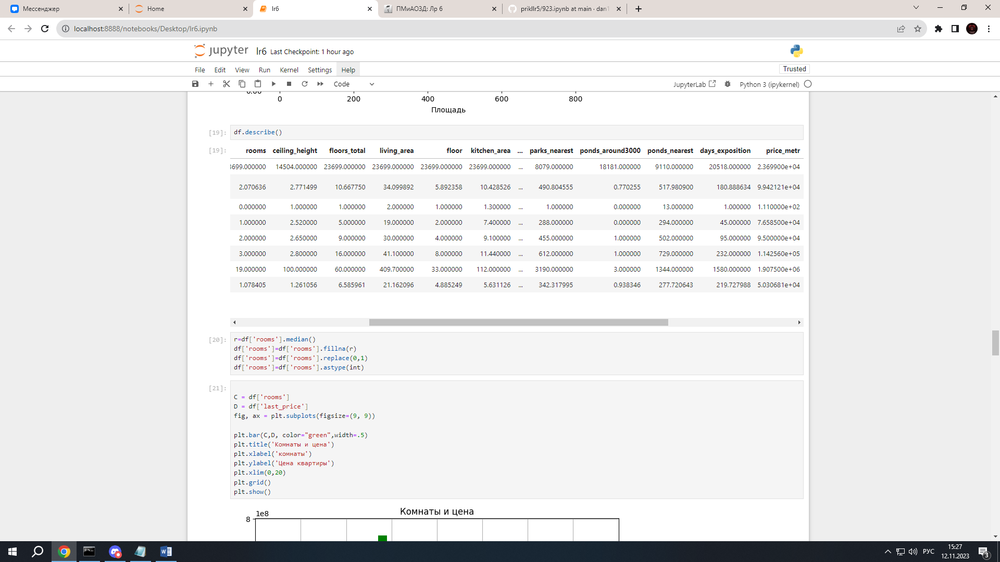 Мессенджер
Home
lr6
ПМиАОЗД: Лр 6
prikllr5/923.ipynb at main · dan1
localhost:8888/notebooks/Desktop/lr6.ipynb
jupyter lr6 Last Checkpoint: 1 hour ago
File Edit View Run Kernel Settings Help
Trusted
Code
JupyterLab
Python 3 (ipykernel)
0.00
0 200 400 600 800
Площадь
[19]: df.describe()
[19]: rooms ceiling_height floors_total living_area floor kitchen_area ... parks_nearest ponds_around3000 ponds_nearest days_exposition price_metr
3699.000000 14504.000000 23699.000000 23699.000000 23699.000000 23699.000000 ... 8079.000000 18181.000000 9110.000000 20518.000000 2.369900e+04
2.070636 2.771499 10.667750 34.099892 5.892358 10.428526 ... 490.804555 0.770255 517.980900 180.888634 9.942121e+04
0.000000 1.000000 1.000000 2.000000 1.000000 1.300000 ... 1.000000 0.000000 13.000000 1.000000 1.110000e+02
1.000000 2.520000 5.000000 19.000000 2.000000 7.400000 ... 288.000000 0.000000 294.000000 45.000000 7.658500e+04
2.000000 2.650000 9.000000 30.000000 4.000000 9.100000 ... 455.000000 1.000000 502.000000 95.000000 9.500000e+04
3.000000 2.800000 16.000000 41.100000 8.000000 11.440000 ... 612.000000 1.000000 729.000000 232.000000 1.142560e+05
19.000000 100.000000 60.000000 409.700000 33.000000 112.000000 ... 3190.000000 3.000000 1344.000000 1580.000000 1.907500e+06
1.078405 1.261056 6.585961 21.162096 4.885249 5.631126 ... 342.317995 0.938346 277.720643 219.727988 5.030681e+04
[20]: r=df['rooms'].median()
df['rooms']=df['rooms'].fillna(r)
df['rooms']=df['rooms'].replace(0,1)
df['rooms']=df['rooms'].astype(int)
[21]:
C = df['rooms']
D = df['last_price']
fig, ax = plt.subplots(figsize=(9, 9))
plt.bar(C,D, color="green",width=.5)
plt.title('Комнаты и цена')
plt.xlabel('комнаты')
plt.ylabel('Цена квартиры')
plt.xlim(0,20)
plt.grid()
plt.show()
Комнаты и цена
1e8
8
РУС
15:27
12.11.2023
3